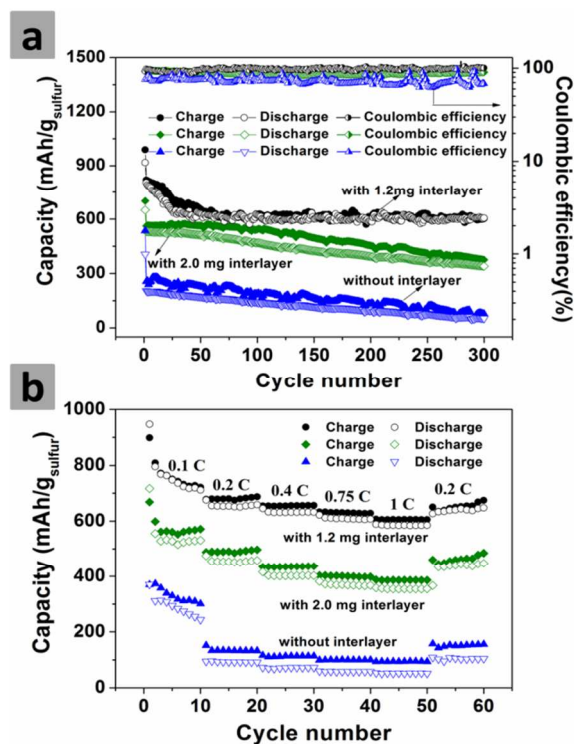 a
1500
1200
900
600
300
0
Capacity (mAh/gsulfur)
100
10
1
Coulombic efficiency(%)
Charge Discharge Coulombic efficiency
Charge Discharge Coulombic efficiency
Charge Discharge Coulombic efficiency
with 1.2mg interlayer
with 2.0 mg interlayer
without interlayer
0 50 100 150 200 250 300
Cycle number
b
1000
800
600
400
200
0
Capacity (mAh/gsulfur)
Charge Discharge
Charge Discharge
Charge Discharge
0.1 C 0.2 C 0.4 C 0.75 C 1 C 0.2 C
with 1.2 mg interlayer
with 2.0 mg interlayer
without interlayer
0 10 20 30 40 50 60
Cycle number